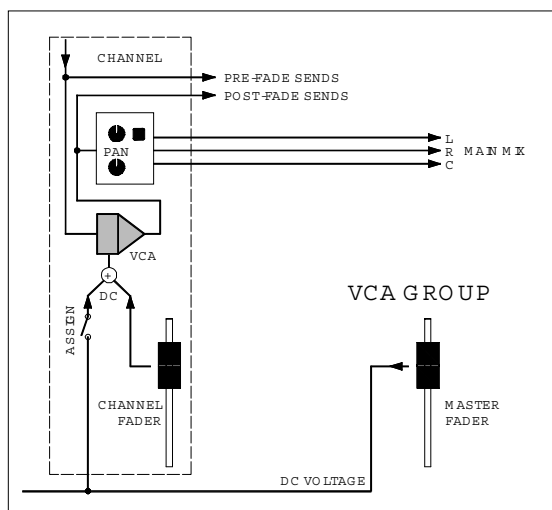 CHANNEL
PRE-FADE SENDS
POST-FADE SENDS
PAN
L
R MAIN MIX
C
VCA
+
DC
VCA GROUP
ASSIGN
CHANNEL
FADER
MASTER
FADER
DC VOLTAGE